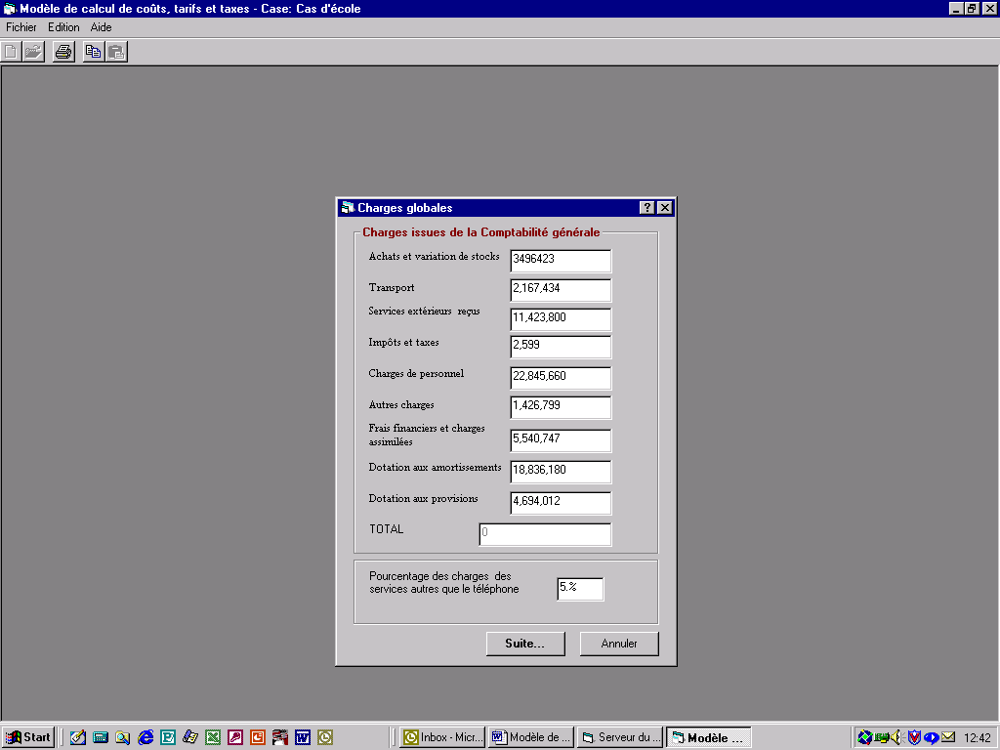 Modèle de calcul de coûts, tarifs et taxes - Case: Cas d'école
Fichier Edition Aide
Charges globales
Charges issues de la Comptabilité générale
Achats et variation de stocks 3496423
Transport 2,167,434
Services extérieurs reçus 11,423,800
Impôts et taxes 2,599
Charges de personnel 22,845,660
Autres charges 1,426,799
Frais financiers et charges
assimilées 5,540,747
Dotation aux amortissements 18,836,180
Dotation aux provisions 4,694,012
TOTAL 0
Pourcentage des charges des
services autres que le téléphone 5.%
Suite... Annuler
Start Inbox - Micr... Modèle de ... Serveur du ... Modèle ... 12:42